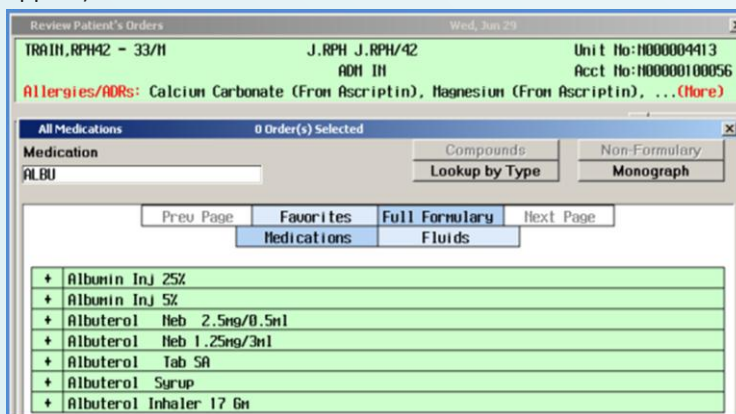 Review Patient's Orders Wed, Jun 29
TRAIN,RPH42 - 33/M J.RPH J.RPH/42 Unit No:M000004413
ADM IN Acct No:M00000100056
Allergies/ADRs: Calcium Carbonate (From Ascriptin), Magnesium (From Ascriptin), ...(More)
All Medications 0 Order(s) Selected
Medication Compounds Non-Formulary
ALBU Lookup by Type Monograph
Prev Page Favorites Full Formulary Next Page
Medications Fluids
+ Albumin Inj 25%
+ Albumin Inj 5%
+ Albuterol Neb 2.5mg/0.5ml
+ Albuterol Neb 1.25mg/3ml
+ Albuterol Tab SA
+ Albuterol Syrup
+ Albuterol Inhaler 17 Gm